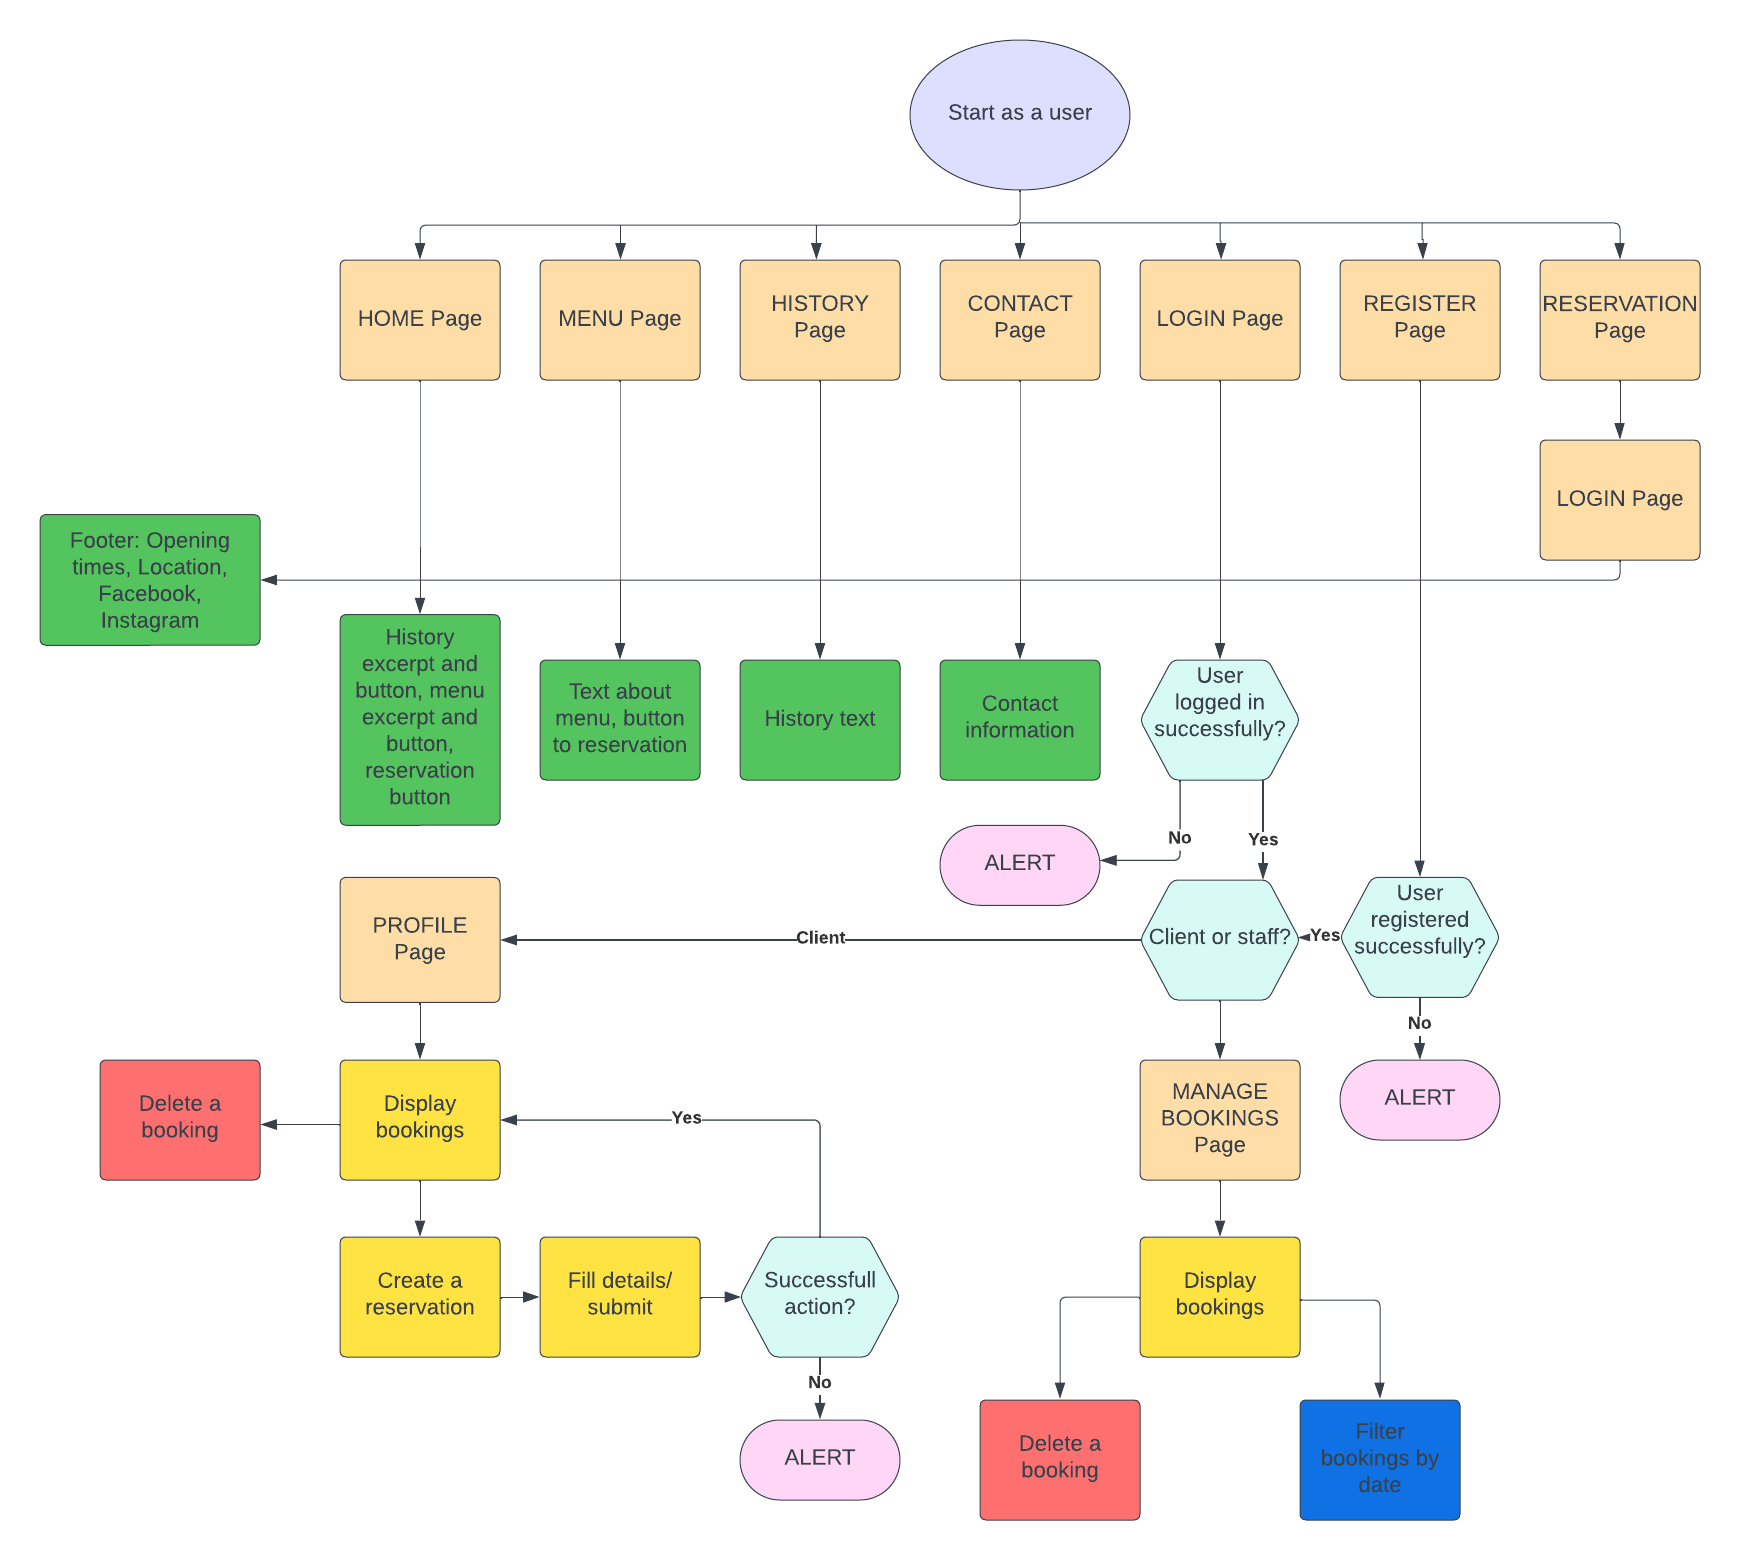 Start as a user
HOME Page
MENU Page
HISTORY
Page
CONTACT
Page
LOGIN Page
REGISTER
Page
RESERVATION
Page
LOGIN Page
Footer: Opening
times, Location,
Facebook,
Instagram
History
excerpt and
button, menu
excerpt and
button,
reservation
button
Text about
menu, button
to reservation
History text
Contact
information
User
logged in
successfully?
No
Yes
ALERT
PROFILE
Page
Client
Client or staff?
Yes
User
registered
successfully?
No
ALERT
Delete a
booking
Display
bookings
Yes
MANAGE
BOOKINGS
Page
Create a
reservation
Fill details/
submit
Successfull
action?
No
ALERT
Display
bookings
Delete a
booking
Filter
bookings by
date